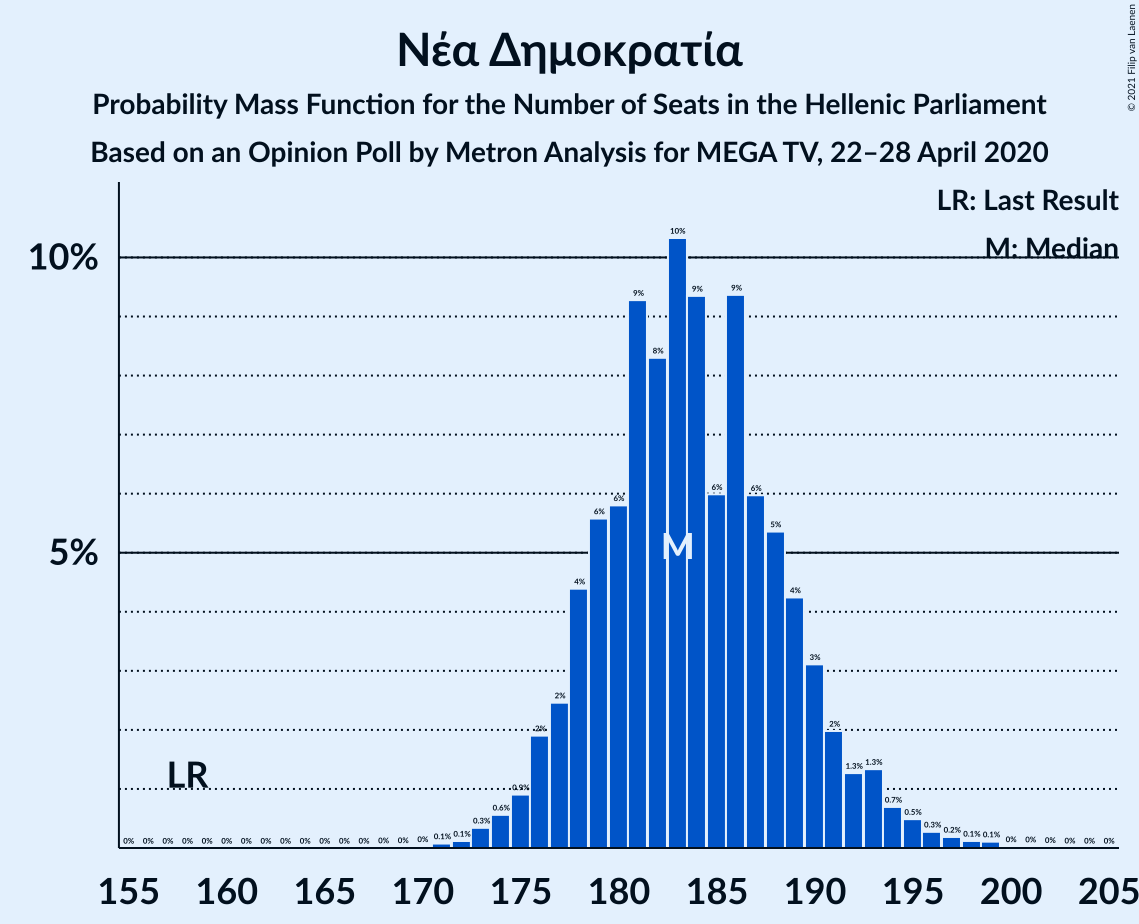 © 2021 Filip van Laenen
Νέα Δημοκρατία
Probability Mass Function for the Number of Seats in the Hellenic Parliament
Based on an Opinion Poll by Metron Analysis for MEGA TV, 22–28 April 2020
LR: Last Result
M: Median
10%
5%
LR
M
0% 0% 0% 0% 0% 0% 0% 0% 0% 0% 0% 0% 0% 0% 0% 0% 0.1% 0.1% 0.3% 0.6% 0.9% 2% 2% 4% 6% 6% 9% 8% 10% 9% 6% 9% 6% 5% 4% 3% 2% 1.3% 1.3% 0.7% 0.5% 0.3% 0.2% 0.1% 0.1% 0% 0% 0% 0% 0% 0%
155 160 165 170 175 180 185 190 195 200 205